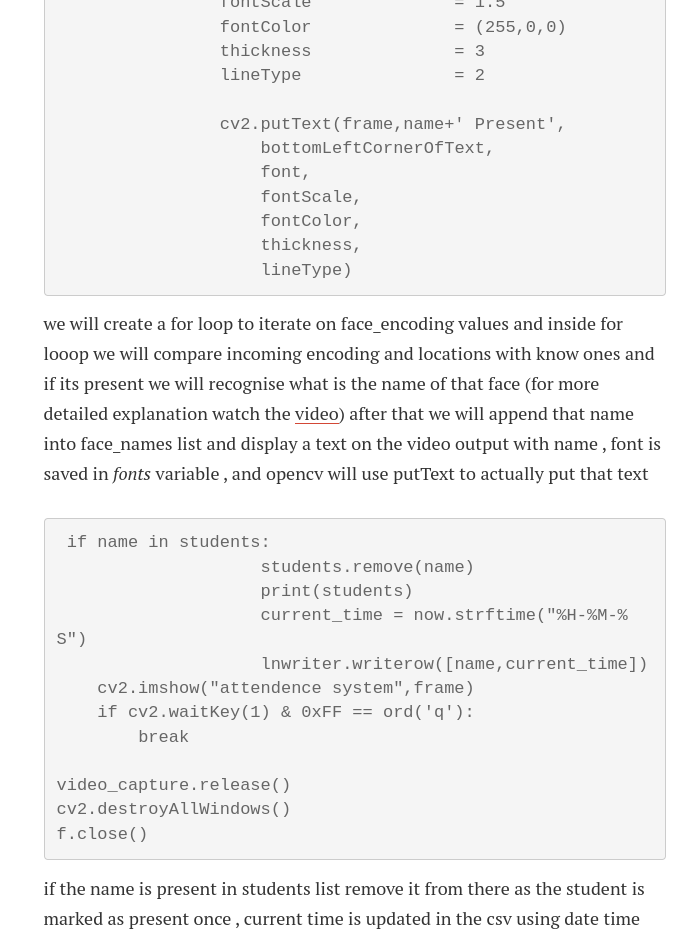 fontScale = 1.5
fontColor = (255,0,0)
thickness = 3
lineType = 2
cv2.putText(frame,name+' Present',
bottomLeftCornerOfText,
font,
fontScale,
fontColor,
thickness,
lineType)
we will create a for loop to iterate on face_encoding values and inside for
looop we will compare incoming encoding and locations with know ones and
if its present we will recognise what is the name of that face (for more
detailed explanation watch the video) after that we will append that name
into face_names list and display a text on the video output with name , font is
saved in fonts variable , and opencv will use putText to actually put that text
if name in students:
students.remove(name)
print(students)
current_time = now.strftime("%H-%M-%
S")
lnwriter.writerow([name,current_time])
cv2.imshow("attendence system",frame)
if cv2.waitKey(1) & 0xFF == ord('q'):
break
video_capture.release()
cv2.destroyAllWindows()
f.close()
if the name is present in students list remove it from there as the student is
marked as present once , current time is updated in the csv using date time